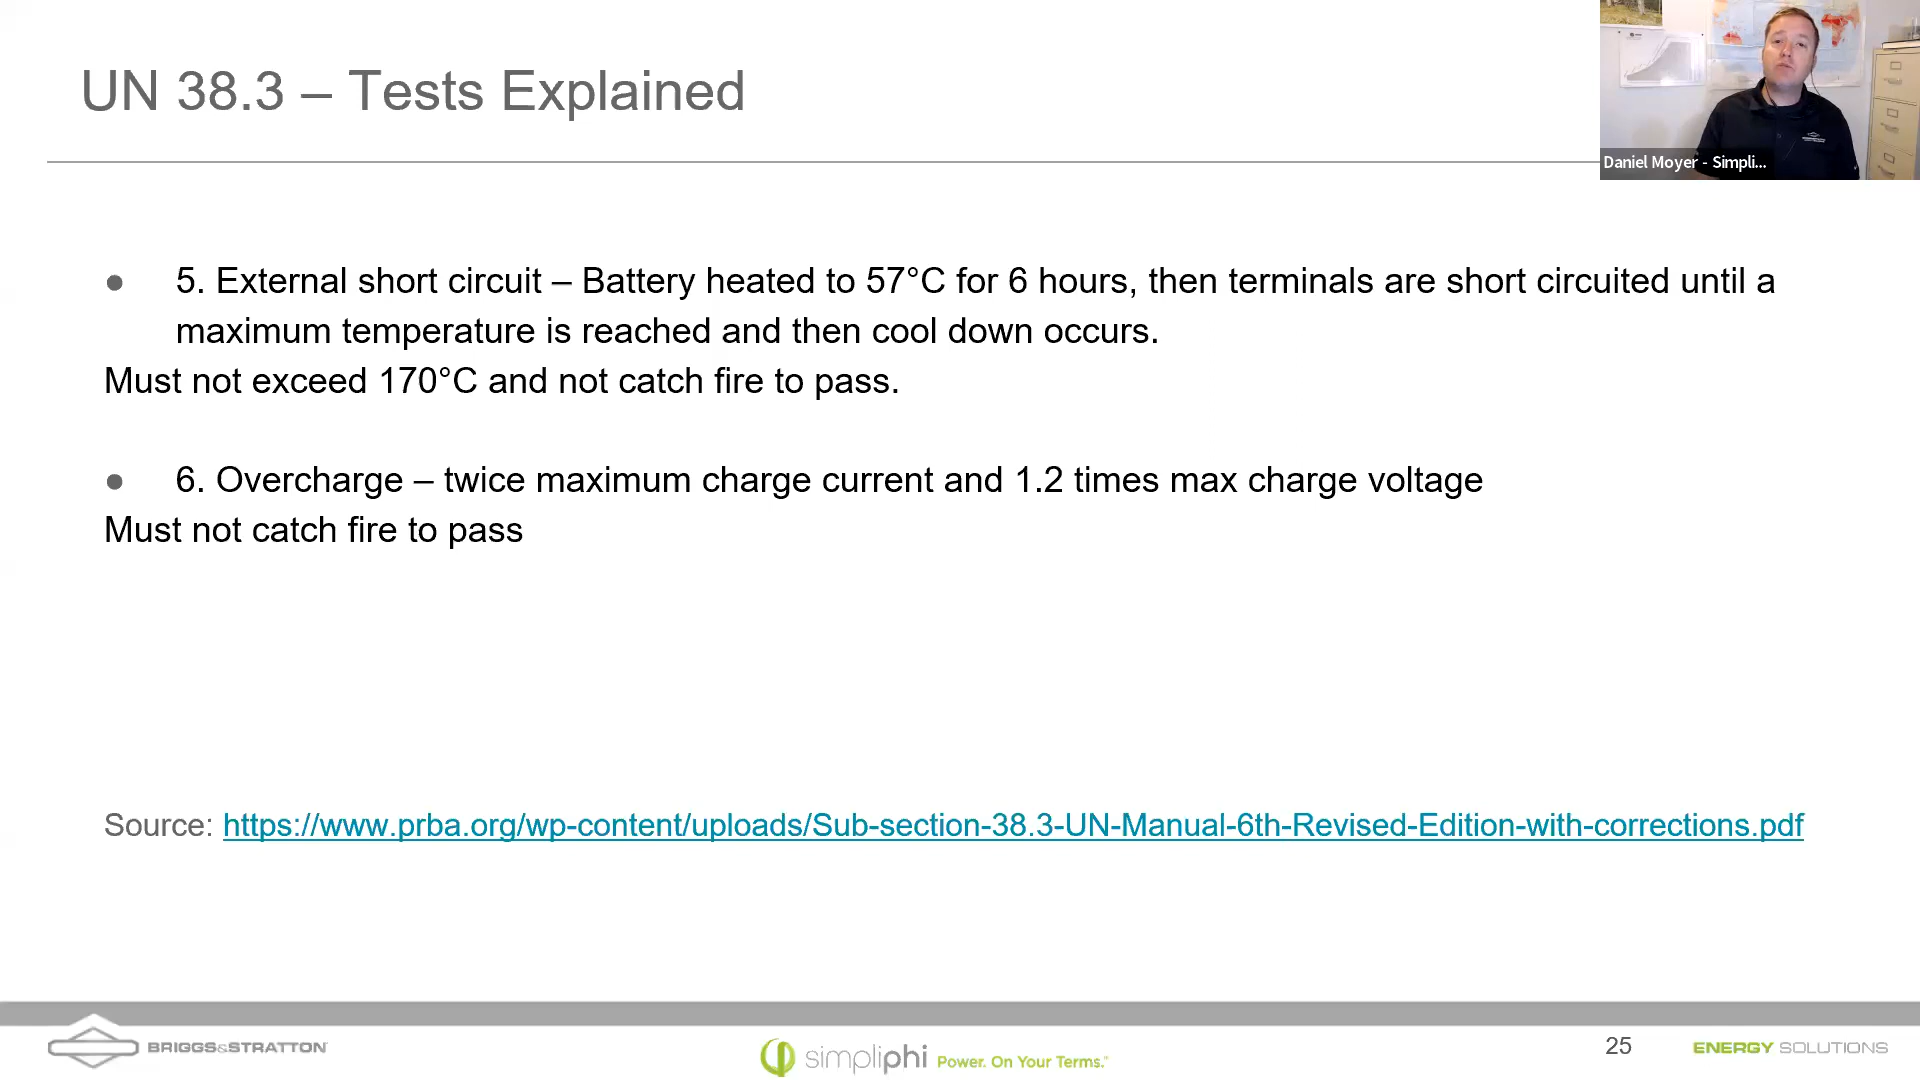 UN 38.3 – Tests Explained
Daniel Moyer - Simpli...
● 5. External short circuit – Battery heated to 57°C for 6 hours, then terminals are short circuited until a
maximum temperature is reached and then cool down occurs.
Must not exceed 170°C and not catch fire to pass.
● 6. Overcharge – twice maximum charge current and 1.2 times max charge voltage
Must not catch fire to pass
Source: https://www.prba.org/wp-content/uploads/Sub-section-38.3-UN-Manual-6th-Revised-Edition-with-corrections.pdf
BRIGGS&STRATTON
simpliphi Power. On Your Terms.™
25
ENERGY SOLUTIONS